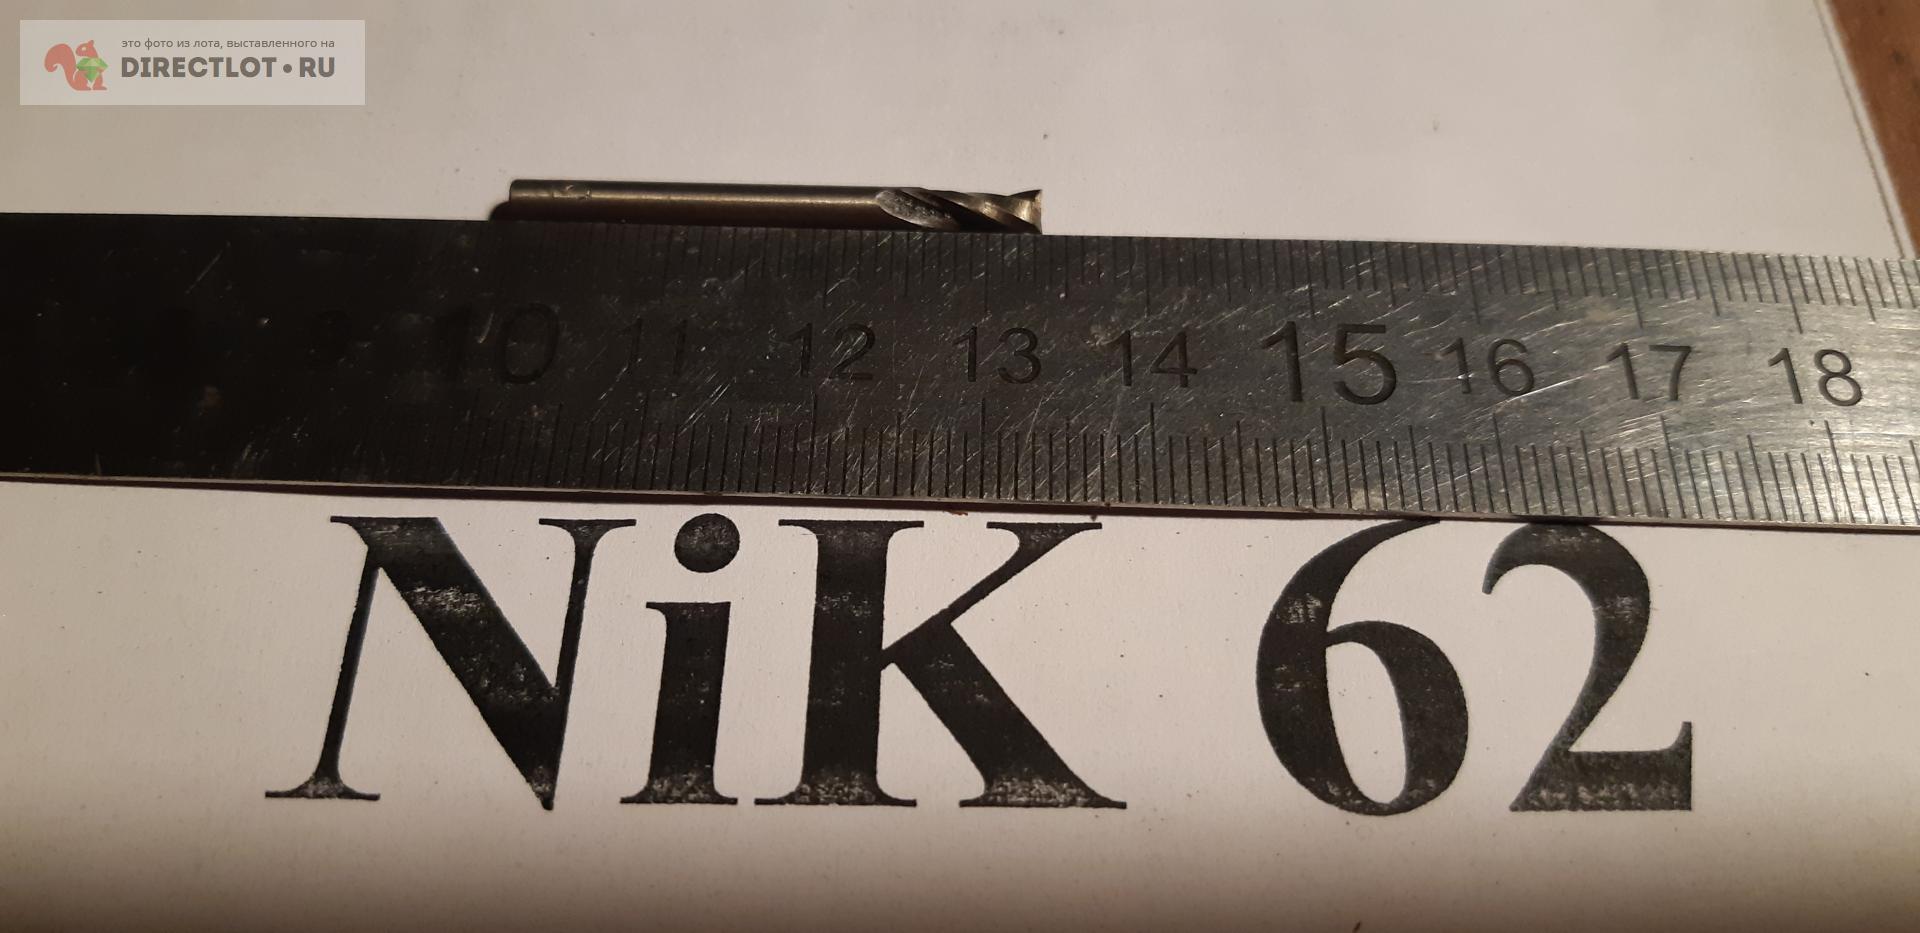 это фото из лота, выставленного на
DIRECTLOT•RU
9 10 11 12 13 14 15 16 17 18
NiK 62